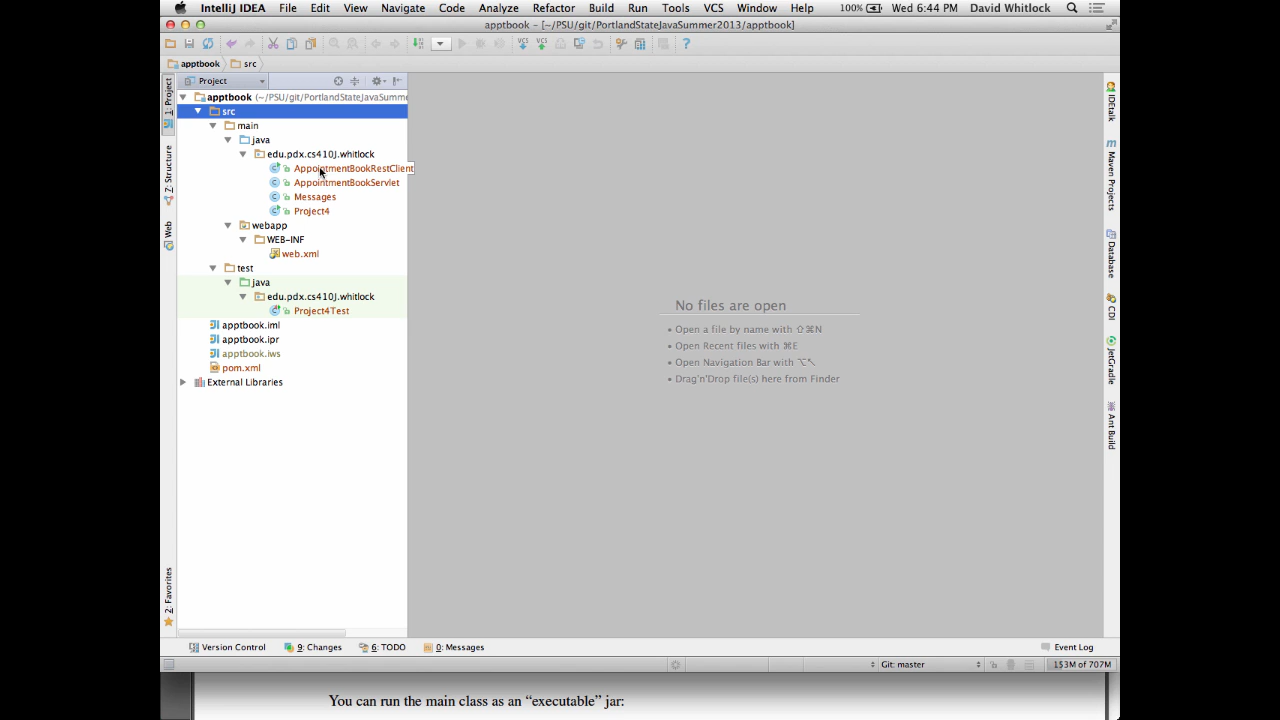 IntelliJ IDEA File Edit View Navigate Code Analyze Refactor Build Run Tools VCS Window Help 100% Wed 6:44 PM David Whitlock
apptbook - [~/PSU/git/PortlandStateJavaSummer2013/apptbook]
apptbook src
Project
apptbook (~/PSU/git/PortlandStateJavaSumme
src
main
java
edu.pdx.cs410J.whitlock
AppointmentBookRestClient
AppointmentBookServlet
Messages
Project4
webapp
WEB-INF
web.xml
test
java
edu.pdx.cs410J.whitlock
Project4Test
apptbook.iml
apptbook.ipr
apptbook.iws
pom.xml
External Libraries
1: Project
7: Structure
Web
2: Favorites
No files are open
• Open a file by name with ⇧⌘N
• Open Recent files with ⌘E
• Open Navigation Bar with ⌥↖
• Drag'n'Drop file(s) here from Finder
IDEtalk
Maven Projects
Database
CDI
JetGradle
Ant Build
Version Control 9: Changes 6: TODO 0: Messages Event Log
Git: master 153M of 707M
You can run the main class as an “executable” jar: